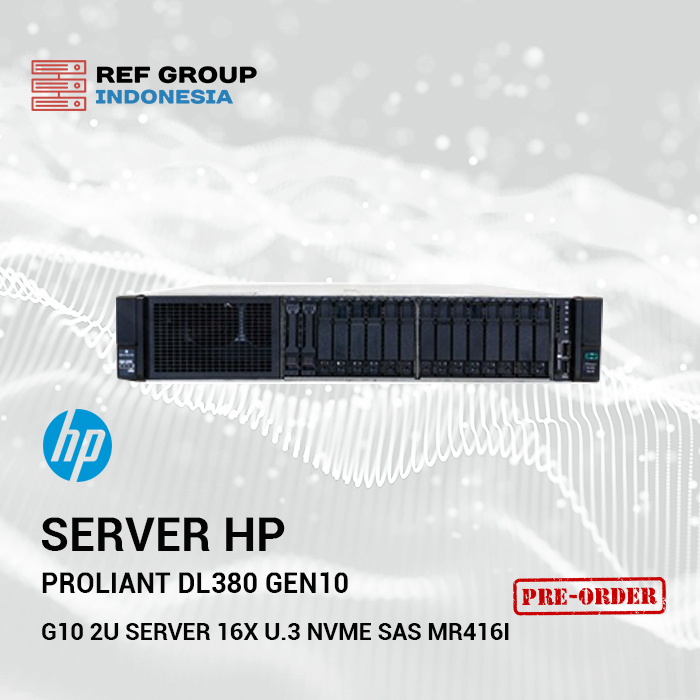 REF GROUP
INDONESIA
hp
SERVER HP
PROLIANT DL380 GEN10
PRE-ORDER
G10 2U SERVER 16X U.3 NVME SAS MR416I